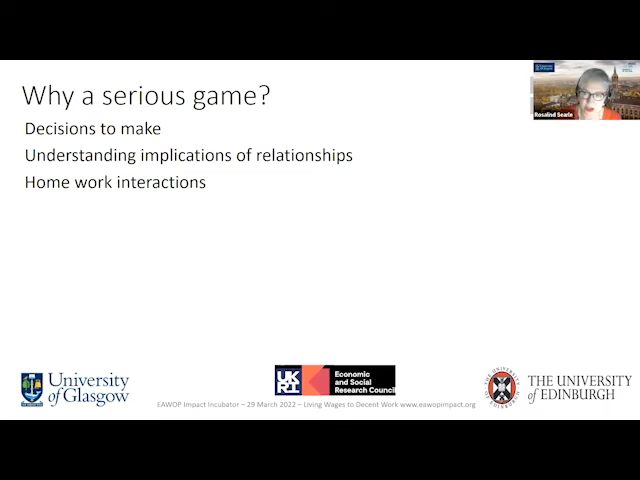 Why a serious game?
Decisions to make
Understanding implications of relationships
Home work interactions
Rosalind Searle
University
of Glasgow
UK
RI
Economic
and Social
Research Council
THE UNIVERSITY
of EDINBURGH
EAWOP Impact Incubator – 29 March 2022 – Living Wages to Decent Work www.eawopimpact.org